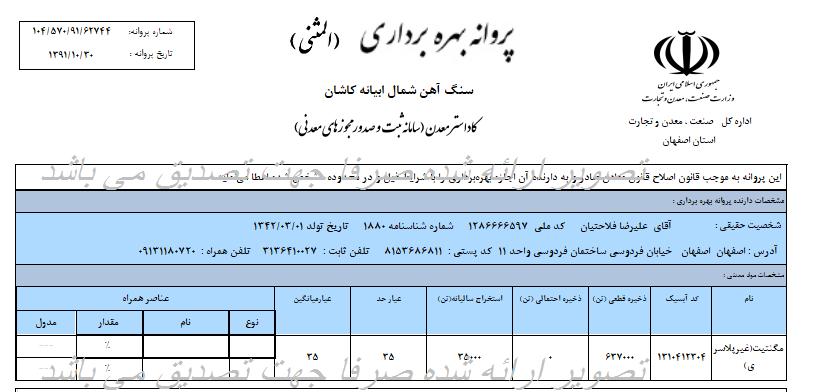 پروانه بهره برداری (المثنی)
شماره پروانه: ۱۰۴/۵۷۰/۹۱/۶۲۷۴۴
تاریخ پروانه : ۱۳۹۱/۱۰/۳۰
جمهوری اسلامی ایران
وزارت صنعت، معدن و تجارت
اداره کل صنعت ، معدن و تجارت
استان اصفهان
سنگ آهن شمال ابیانه کاشان
کاداستر معدن (سامانه ثبت و صدور مجوزهای معدنی)
این پروانه به موجب قانون اصلاح قانون معادن صادر و به دارنده آن اجازه بهره‌برداری را با شرایط ذیل و در محدوده
تصویر ارائه شده صرفا جهت تصدیق می باشد
مشخصات دارنده پروانه بهره برداری :
شخصیت حقیقی : آقای علیرضا فلاحتیان کد ملی ۱۲۸۶۶۶۶۵۹۷ شماره شناسنامه ۱۸۸۰ تاریخ تولد ۱۳۴۲/۰۳/۰۱
آدرس : اصفهان اصفهان خیابان فردوسی ساختمان فردوسی واحد ۱۱ کد پستی : ۸۱۵۳۶۸۶۸۱۱ تلفن ثابت : ۳۱۳۶۴۱۰۰۲۷ تلفن همراه : ۰۹۱۳۱۱۸۰۷۲۰
مشخصات مواد معدنی :
نام کد آیسیک ذخیره قطعی (تن) ذخیره احتمالی (تن) استخراج سالیانه(تن) عیار حد عیارمیانگین عناصر همراه
نوع نام مقدار مدول
مگنتیت(غیرپلاسر
ی) ۱۳۱۰۴۱۲۳۰۴ ۶۳۷۰۰۰ ۰ ۳۵۰۰۰ ۳۵ ۳۵ ٪ ----
٪ ----
تصویر ارائه شده صرفا جهت تصدیق می باشد